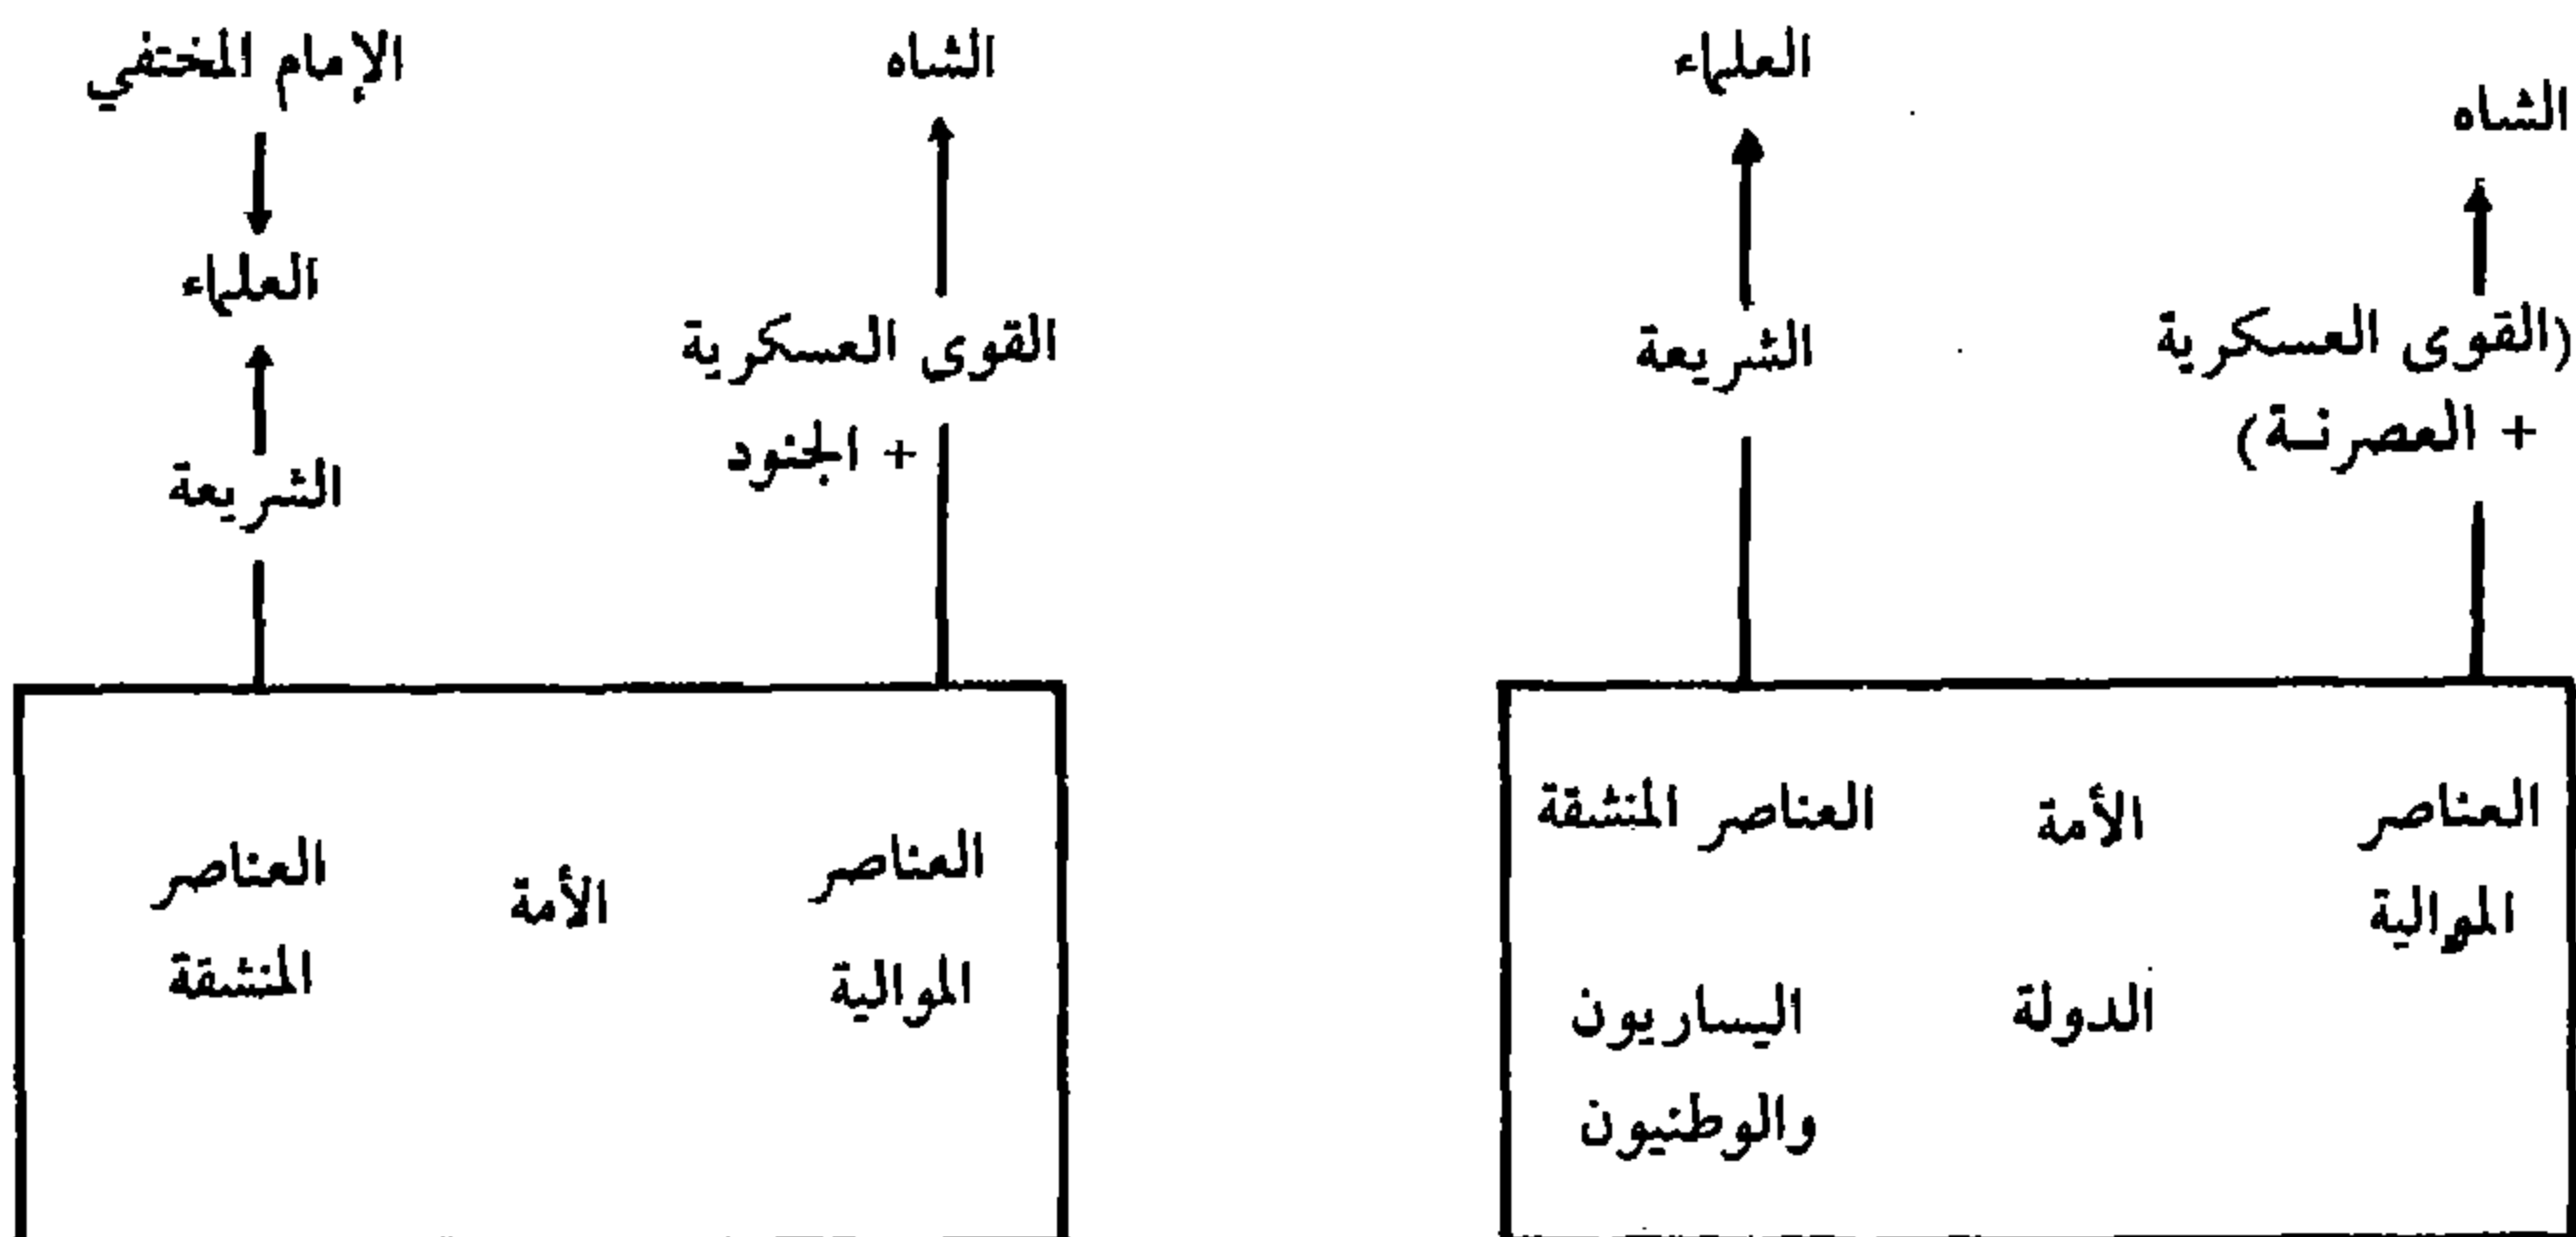 الشاه
(القوى العسكرية
+ العصرنة)
العلماء
الشريعة
العناصر
الموالية
الأمة
الدولة
العناصر المنشقة
اليساريون
والوطنيون
الشاه
القوى العسكرية
+ الجنود
الإمام المختفي
العلماء
الشريعة
العناصر
الموالية
الأمة
العناصر
المنشقة